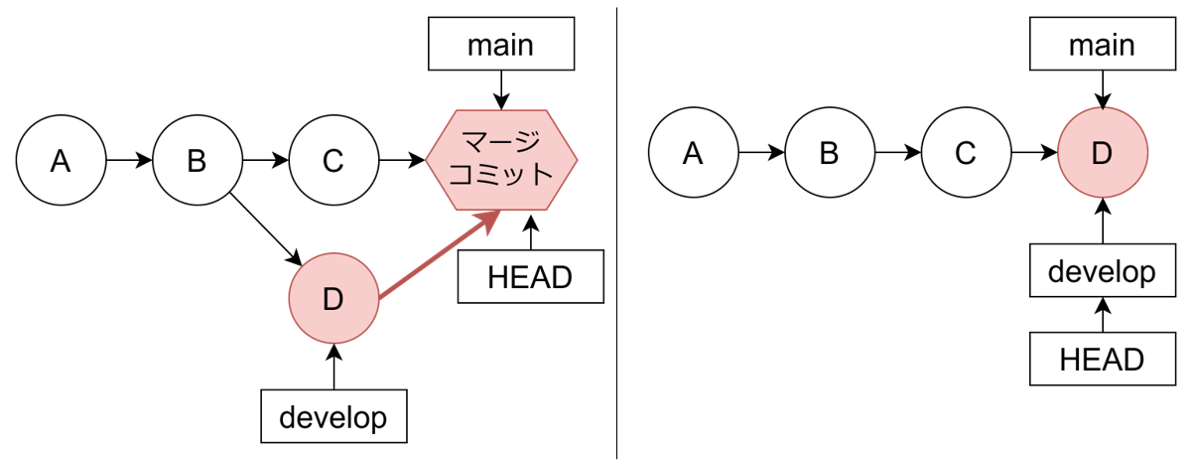 main
A
B
C
マージ
コミット
D
HEAD
develop
main
A
B
C
D
develop
HEAD